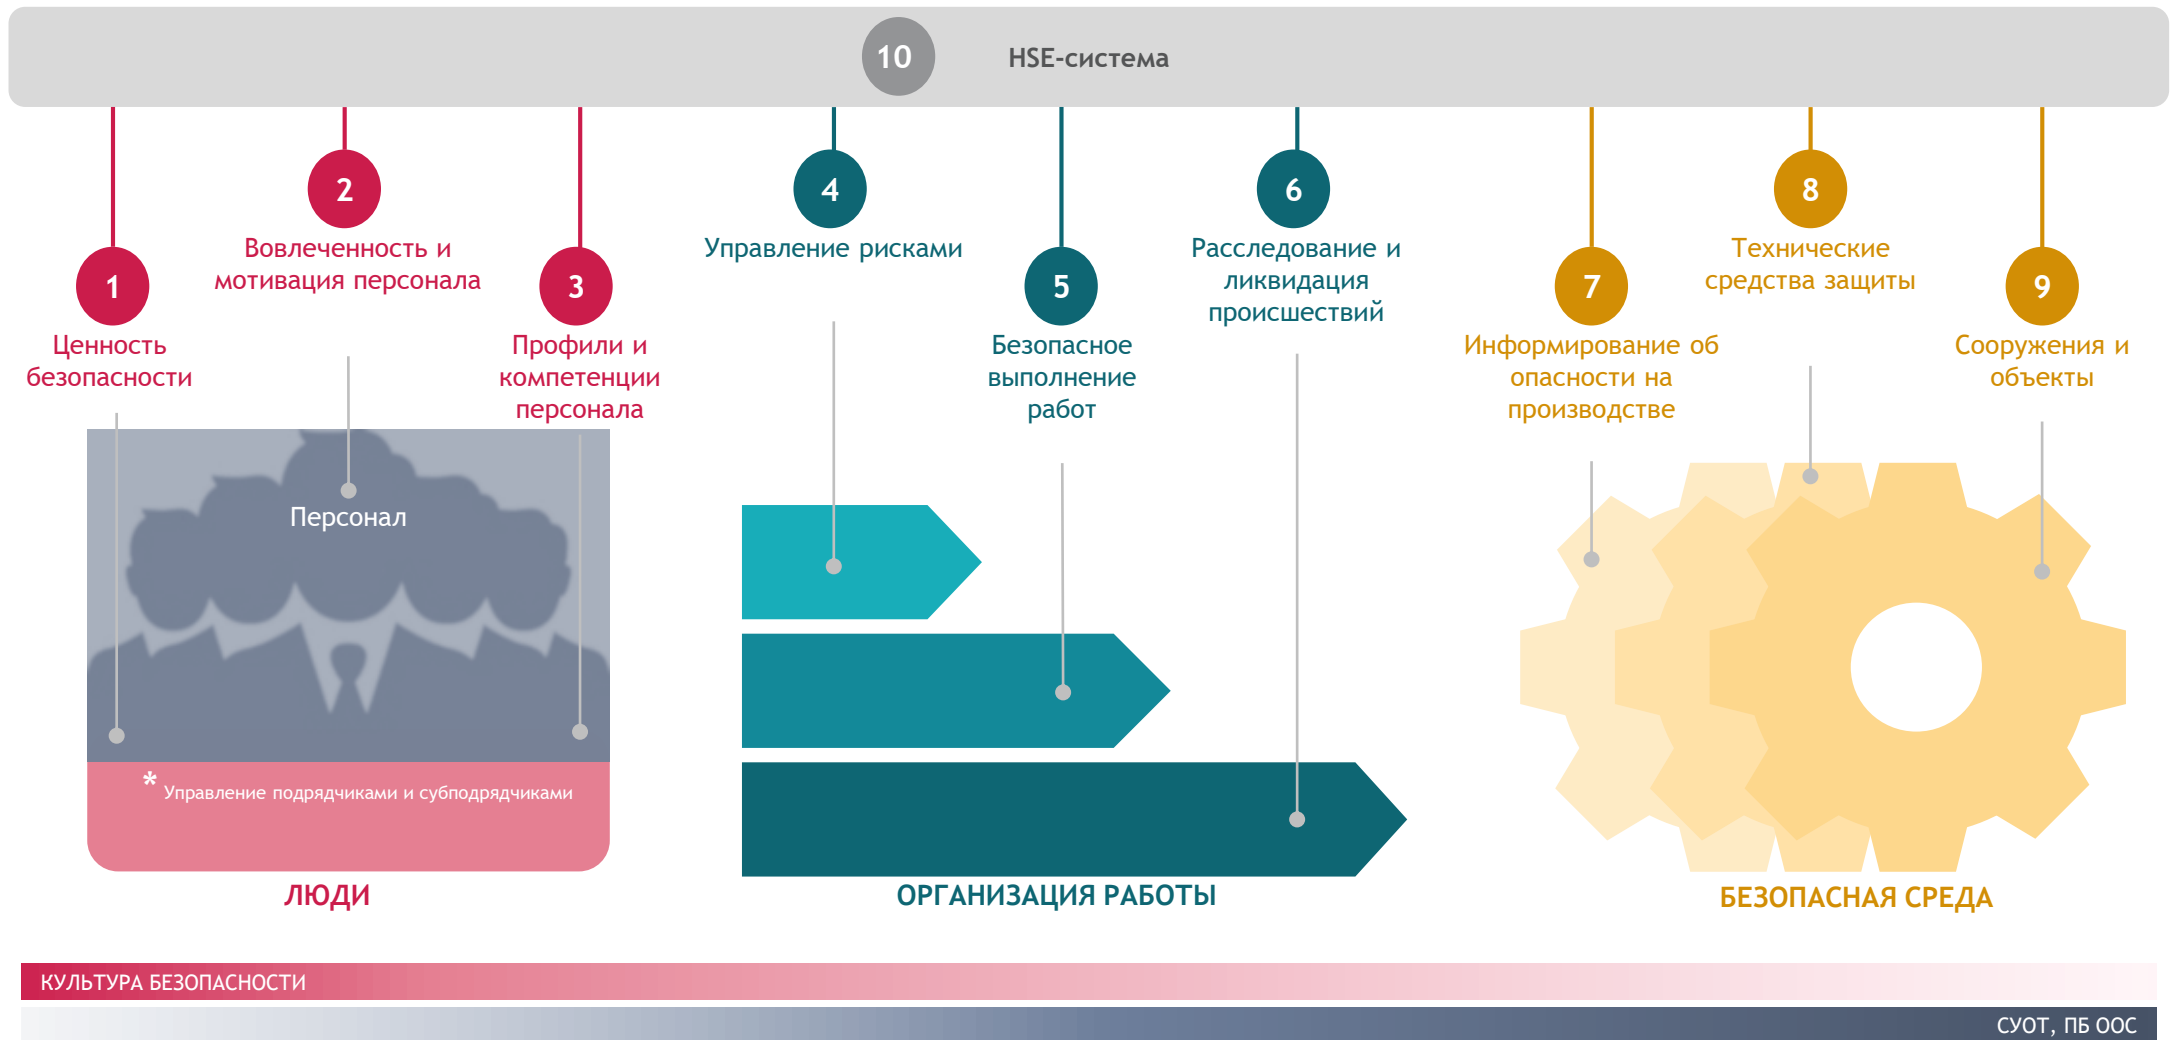 10
HSE-система
1
Ценность
безопасности
2
Вовлеченность и
мотивация персонала
3
Профили и
компетенции
персонала
4
Управление рисками
5
Безопасное
выполнение
работ
6
Расследование и
ликвидация
происшествий
7
Информирование об
опасности на
производстве
8
Технические
средства защиты
9
Сооружения и
объекты
Персонал
* Управление подрядчиками и субподрядчиками
ЛЮДИ
ОРГАНИЗАЦИЯ РАБОТЫ
БЕЗОПАСНАЯ СРЕДА
КУЛЬТУРА БЕЗОПАСНОСТИ
СУОТ, ПБ ООС